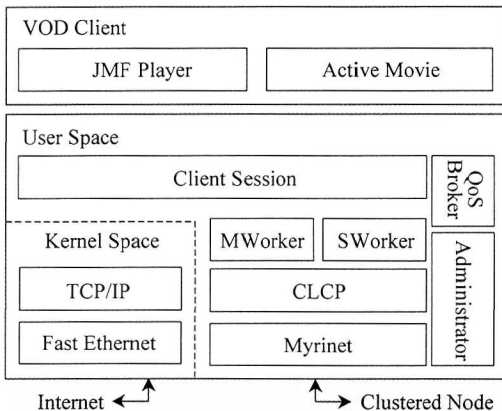 VOD Client
JMF Player
Active Movie
User Space
Client Session
QoS
Broker
Kernel Space
MWorker
SWorker
TCP/IP
CLCP
Administrator
Fast Ethernet
Myrinet
Internet
Clustered Node